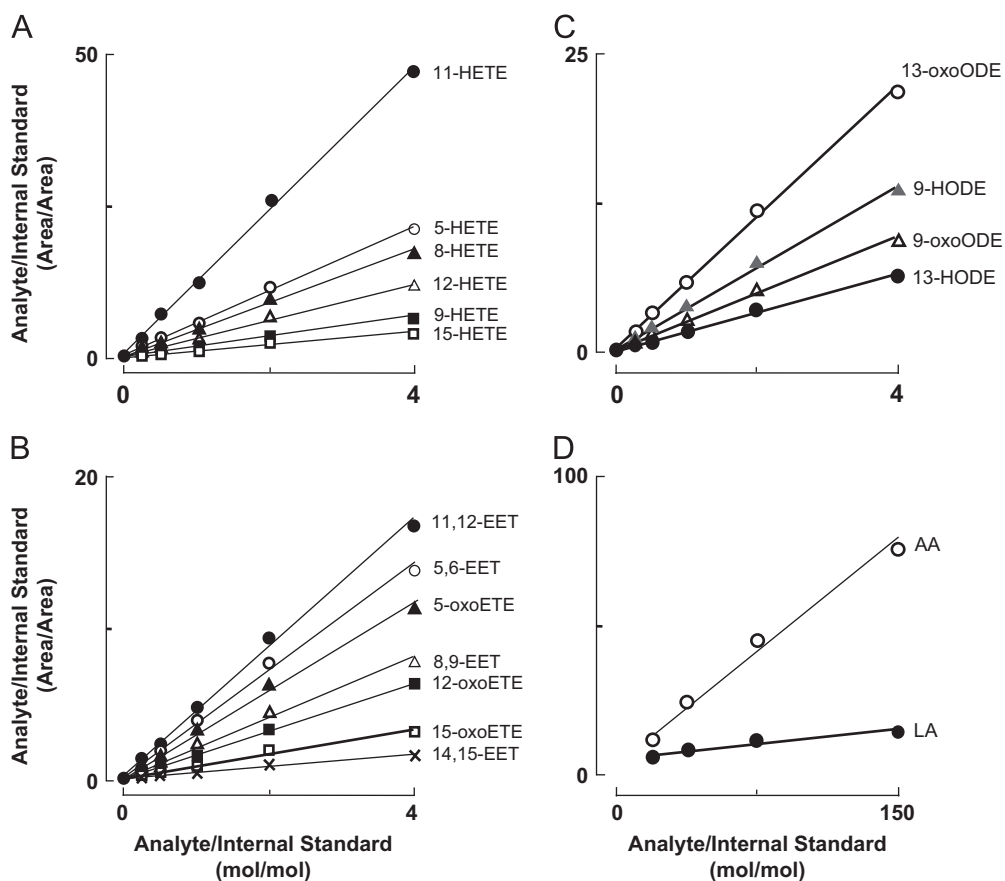 A
Analyte/Internal Standard
(Area/Area)
50
0
0
4
11-HETE
5-HETE
8-HETE
12-HETE
9-HETE
15-HETE
B
Analyte/Internal Standard
(Area/Area)
20
0
0
4
11,12-EET
5,6-EET
5-oxoETE
8,9-EET
12-oxoETE
15-oxoETE
14,15-EET
Analyte/Internal Standard
(mol/mol)
C
25
0
0
4
13-oxoODE
9-HODE
9-oxoODE
13-HODE
D
100
0
0
150
AA
LA
Analyte/Internal Standard
(mol/mol)